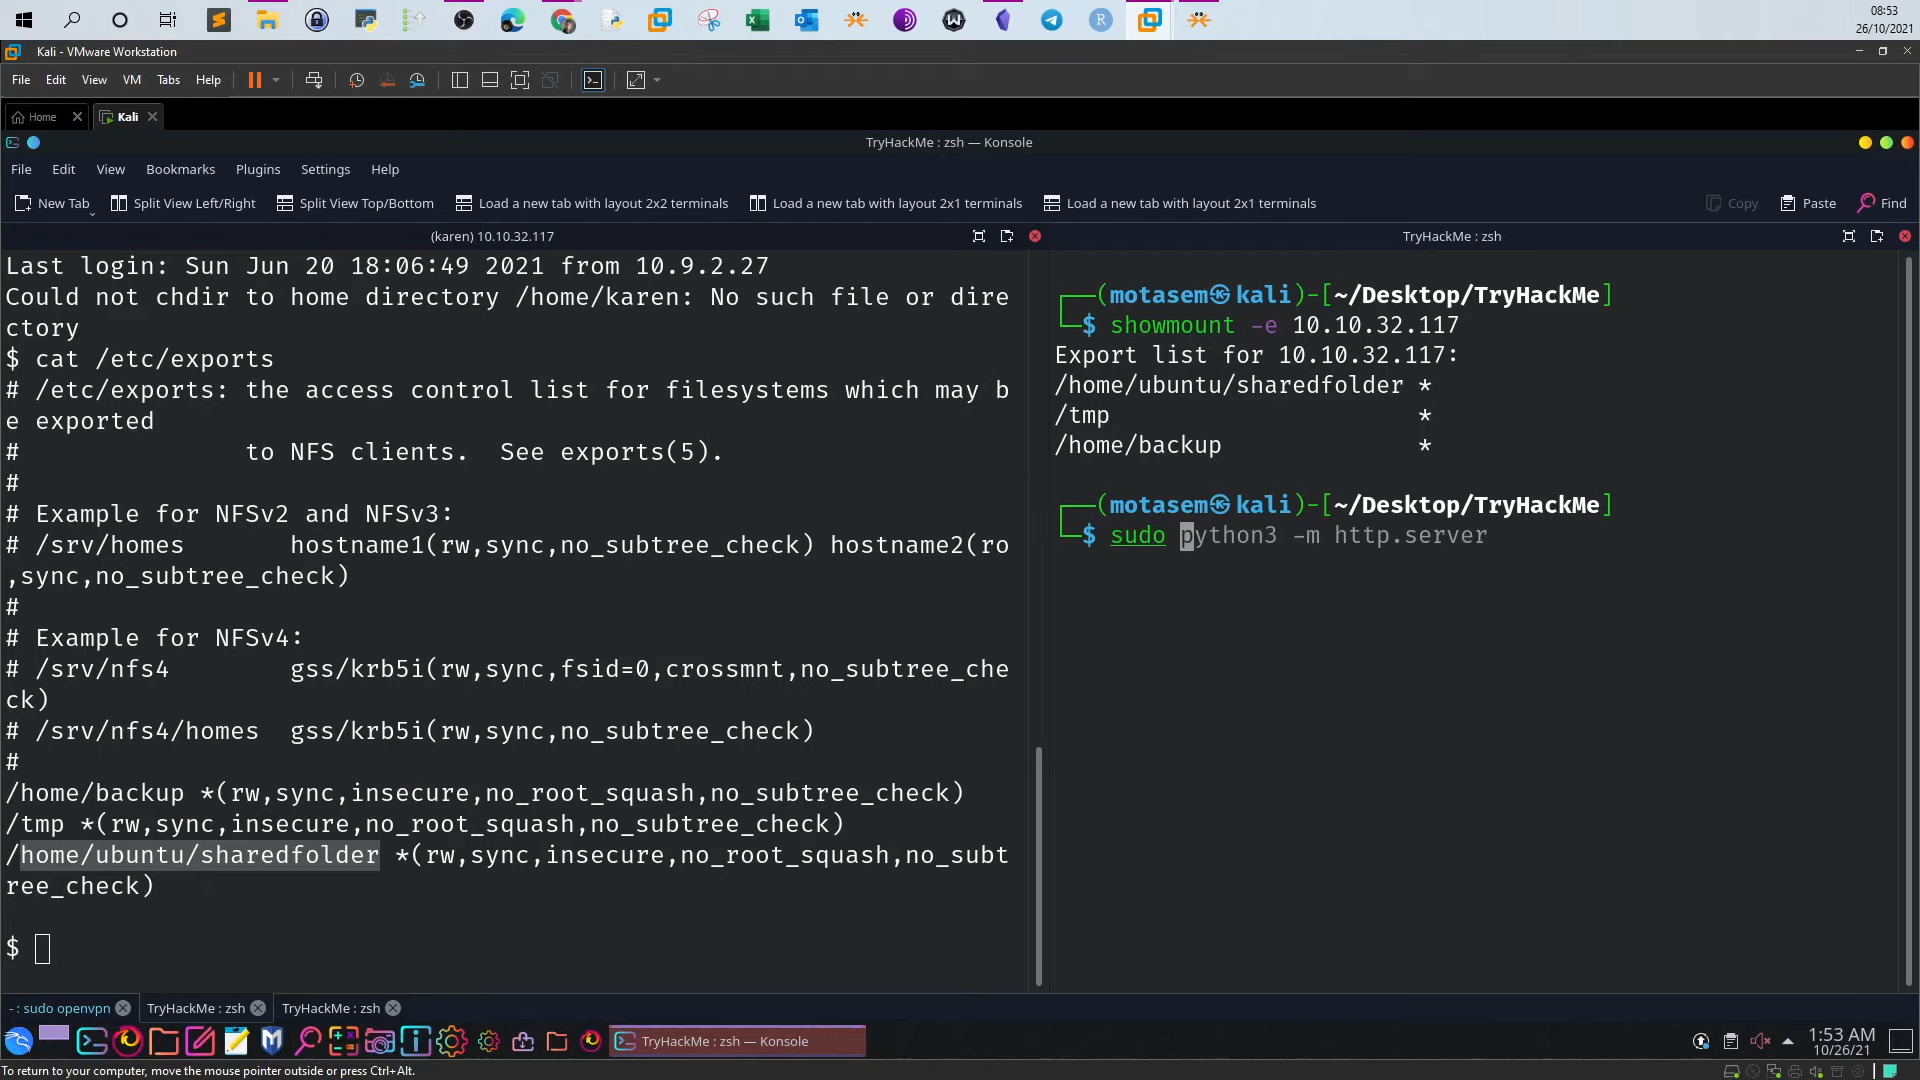 08:53
26/10/2021
Kali - VMware Workstation
File Edit View VM Tabs Help
Home Kali
TryHackMe : zsh — Konsole
File Edit View Bookmarks Plugins Settings Help
New Tab Split View Left/Right Split View Top/Bottom Load a new tab with layout 2x2 terminals Load a new tab with layout 2x1 terminals Load a new tab with layout 2x1 terminals Copy Paste Find
(karen) 10.10.32.117
Last login: Sun Jun 20 18:06:49 2021 from 10.9.2.27
Could not chdir to home directory /home/karen: No such file or dire
ctory
$ cat /etc/exports
# /etc/exports: the access control list for filesystems which may b
e exported
#               to NFS clients.  See exports(5).
#
# Example for NFSv2 and NFSv3:
# /srv/homes       hostname1(rw,sync,no_subtree_check) hostname2(ro
,sync,no_subtree_check)
#
# Example for NFSv4:
# /srv/nfs4        gss/krb5i(rw,sync,fsid=0,crossmnt,no_subtree_che
ck)
# /srv/nfs4/homes  gss/krb5i(rw,sync,no_subtree_check)
#
/home/backup *(rw,sync,insecure,no_root_squash,no_subtree_check)
/tmp *(rw,sync,insecure,no_root_squash,no_subtree_check)
/home/ubuntu/sharedfolder *(rw,sync,insecure,no_root_squash,no_subt
ree_check)
$
TryHackMe : zsh
┌──(motasem㉿kali)-[~/Desktop/TryHackMe]
└─$ showmount -e 10.10.32.117
Export list for 10.10.32.117:
/home/ubuntu/sharedfolder *
/tmp                      *
/home/backup              *
┌──(motasem㉿kali)-[~/Desktop/TryHackMe]
└─$ sudo python3 -m http.server
- : sudo openvpn TryHackMe : zsh TryHackMe : zsh
TryHackMe : zsh — Konsole
1:53 AM
10/26/21
To return to your computer, move the mouse pointer outside or press Ctrl+Alt.